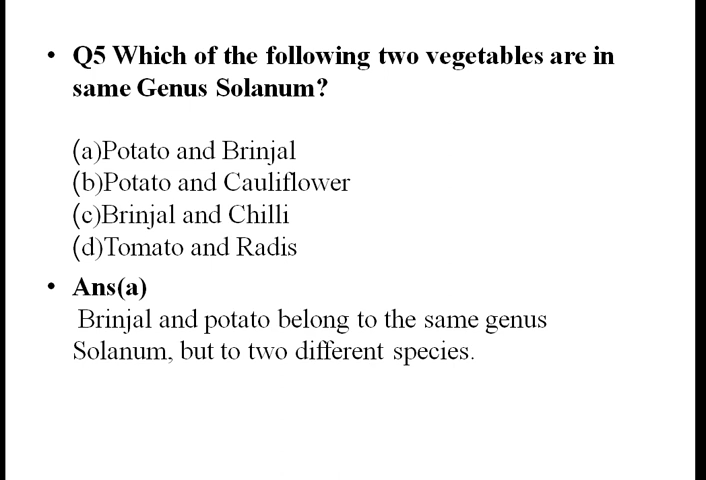 • Q5 Which of the following two vegetables are in
same Genus Solanum?
(a)Potato and Brinjal
(b)Potato and Cauliflower
(c)Brinjal and Chilli
(d)Tomato and Radis
• Ans(a)
Brinjal and potato belong to the same genus
Solanum, but to two different species.